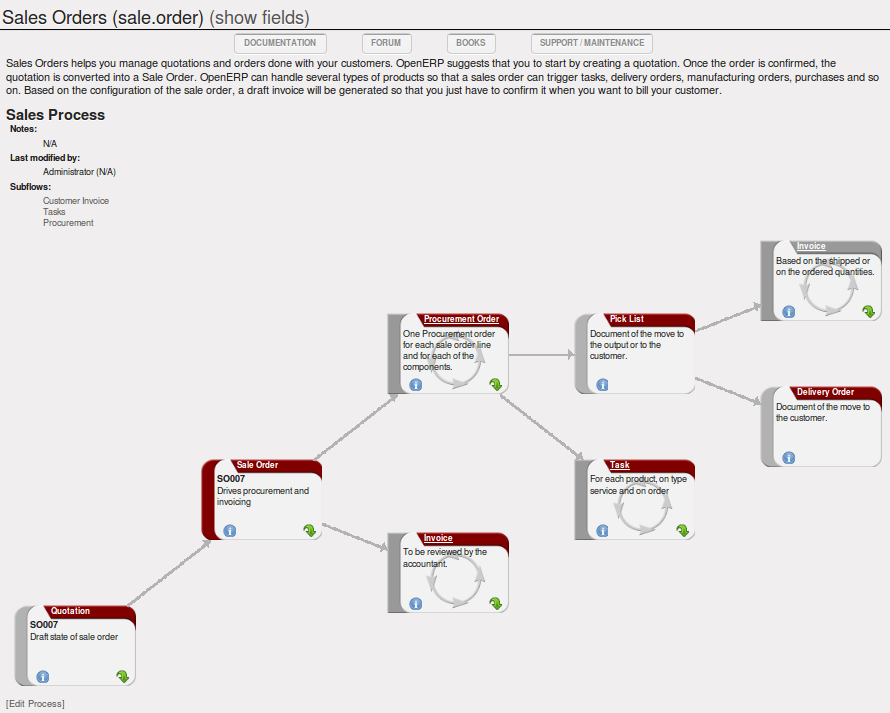 Sales Orders (sale.order) (show fields)
DOCUMENTATION FORUM BOOKS SUPPORT / MAINTENANCE
Sales Orders helps you manage quotations and orders done with your customers. OpenERP suggests that you to start by creating a quotation. Once the order is confirmed, the
quotation is converted into a Sale Order. OpenERP can handle several types of products so that a sales order can trigger tasks, delivery orders, manufacturing orders, purchases and so
on. Based on the configuration of the sale order, a draft invoice will be generated so that you just have to confirm it when you want to bill your customer.
Sales Process
Notes:
N/A
Last modified by:
Administrator (N/A)
Subflows:
Customer Invoice
Tasks
Procurement
Invoice
Based on the shipped or
on the ordered quantities.
Procurement Order
One Procurement order
for each sale order line
and for each of the
components.
Pick List
Document of the move to
the output or to the
customer.
Delivery Order
Document of the move to
the customer.
Sale Order
SO007
Drives procurement and
invoicing
Task
For each product, on type
service and on order
Invoice
To be reviewed by the
accountant.
Quotation
SO007
Draft state of sale order
[Edit Process]